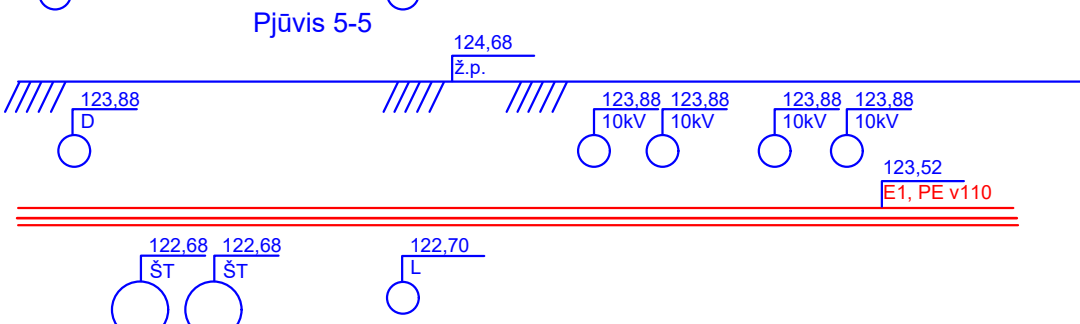 Pjūvis 5-5
124,68
ž.p.
123,88 123,88 123,88 123,88 123,88
D 10kV 10kV 10kV 10kV
123,52
E1, PE v110
122,68 122,68 122,70
ŠT ŠT L